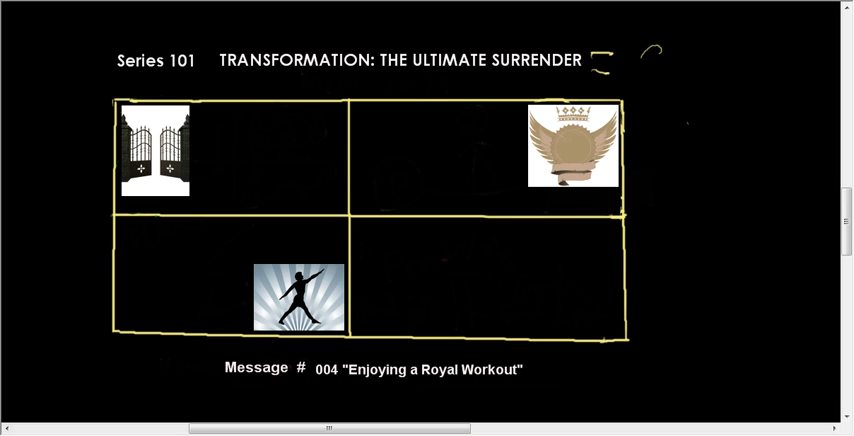 Series 101 TRANSFORMATION: THE ULTIMATE SURRENDER
Message # 004 "Enjoying a Royal Workout"